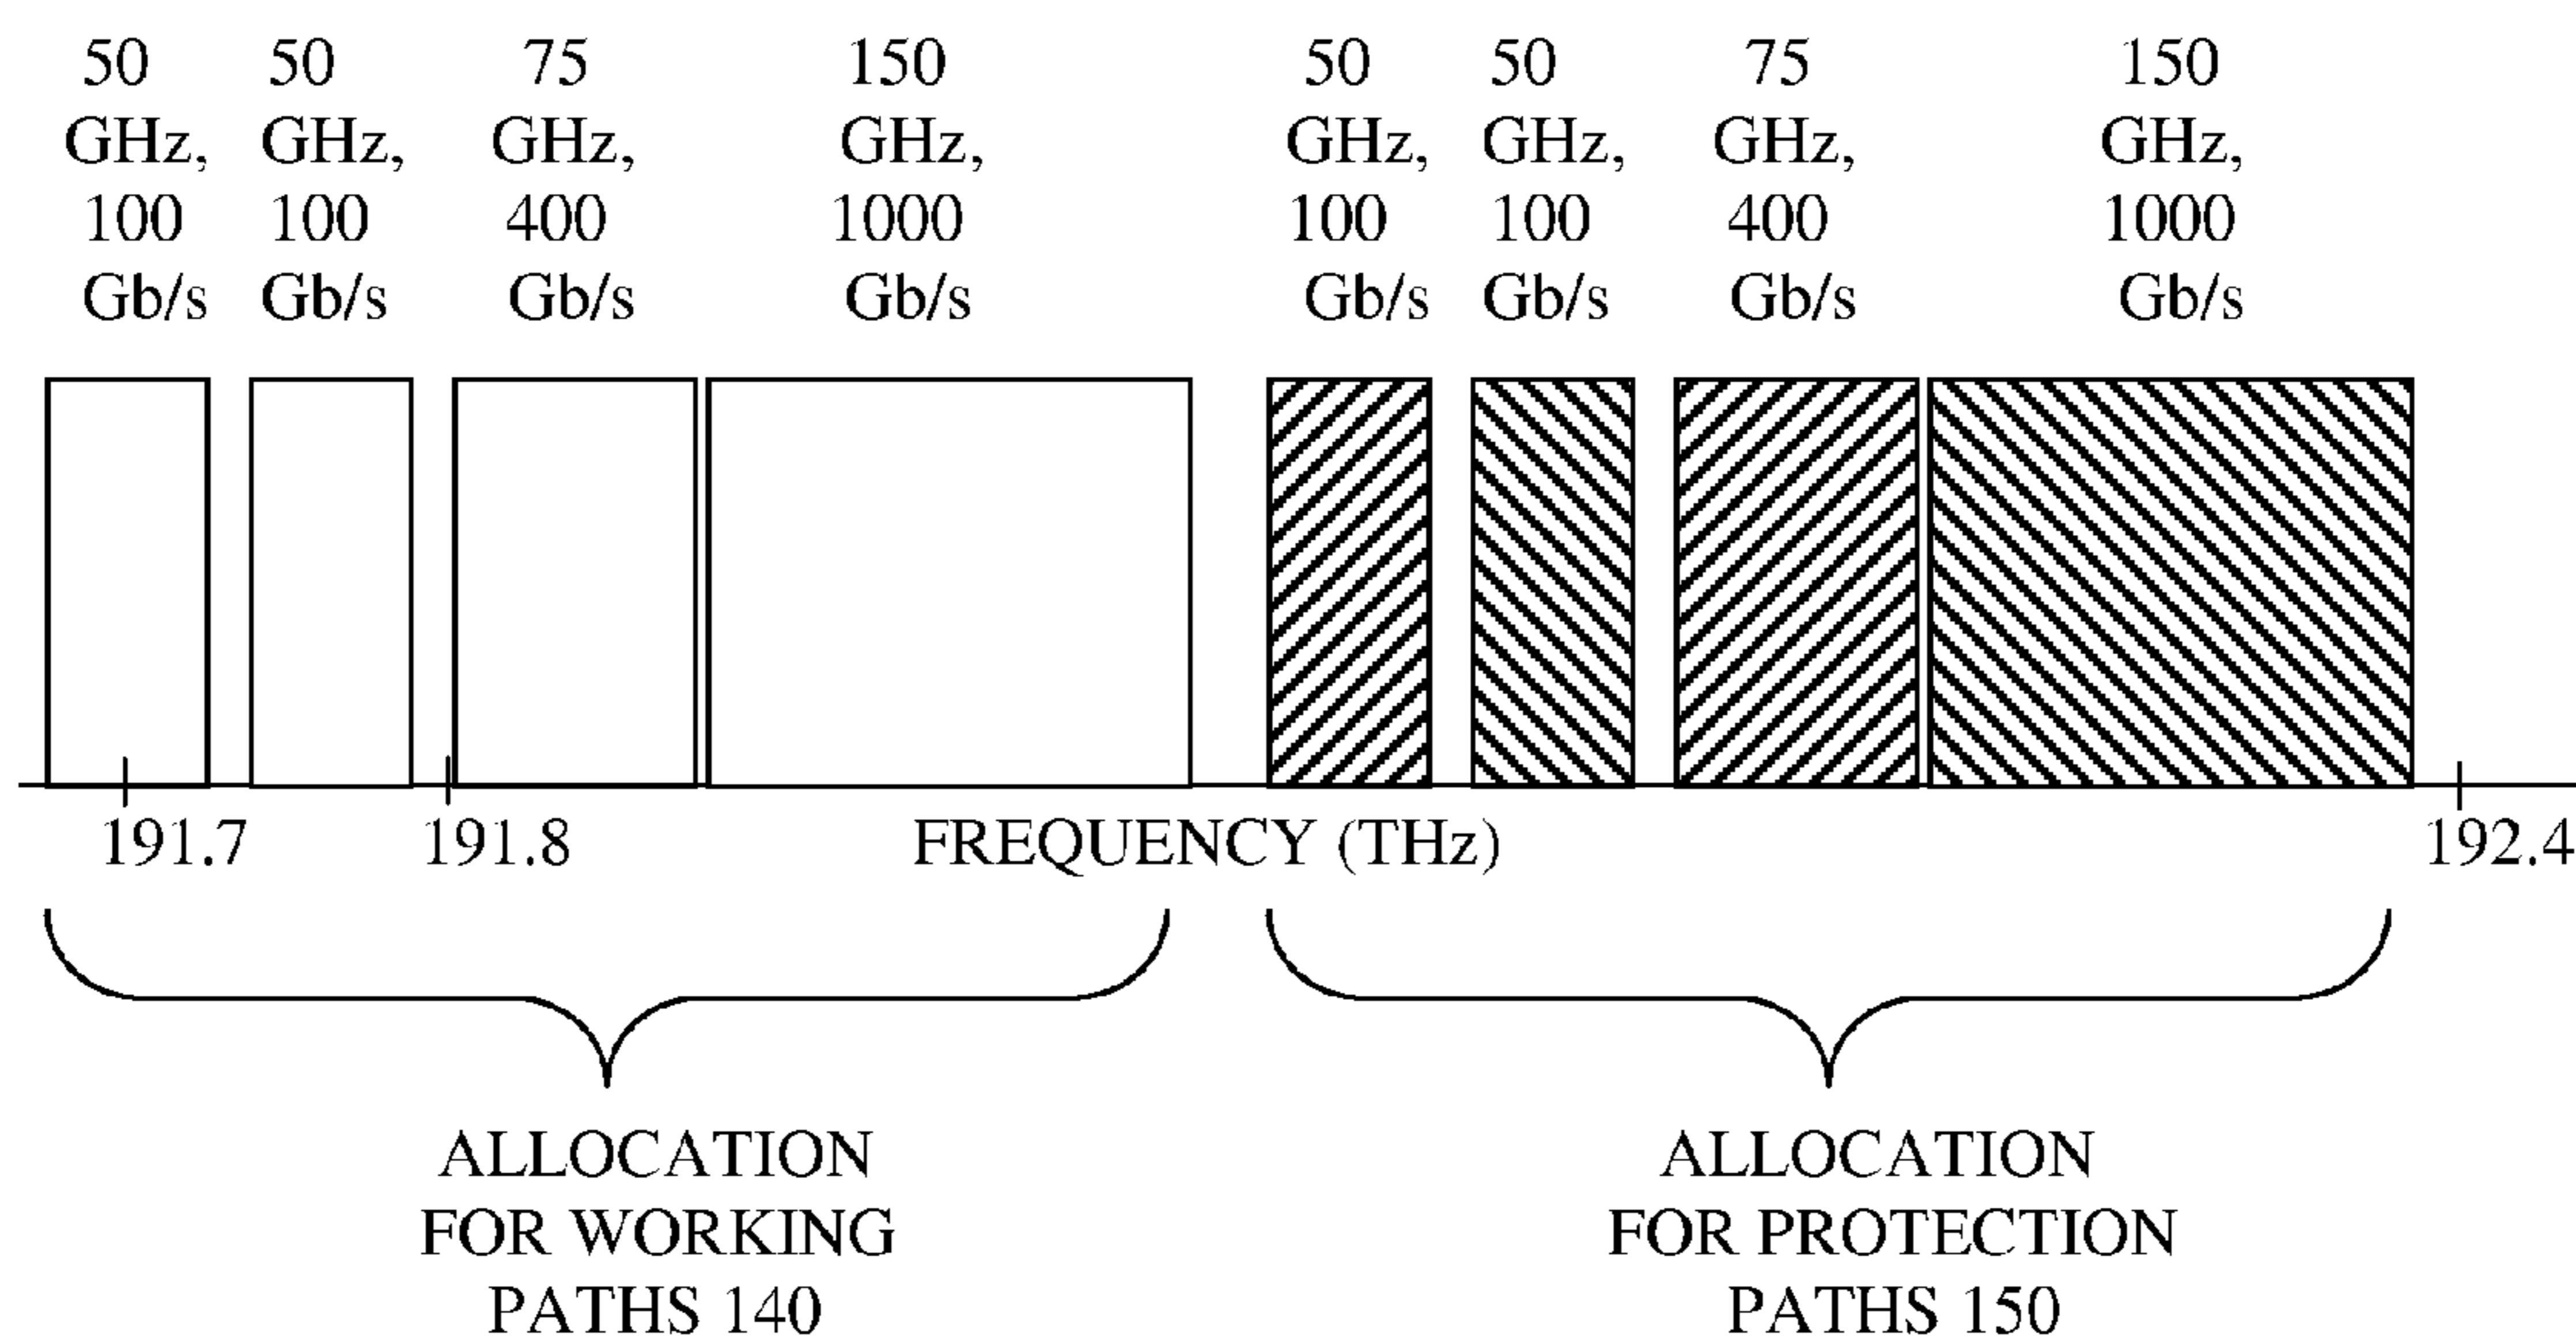 50
GHz,
100
Gb/s
50
GHz,
100
Gb/s
75
GHz,
400
Gb/s
150
GHz,
1000
Gb/s
50
GHz,
100
Gb/s
50
GHz,
100
Gb/s
75
GHz,
400
Gb/s
150
GHz,
1000
Gb/s
191.7
191.8
FREQUENCY (THz)
192.4
ALLOCATION
FOR WORKING
PATHS 140
ALLOCATION
FOR PROTECTION
PATHS 150